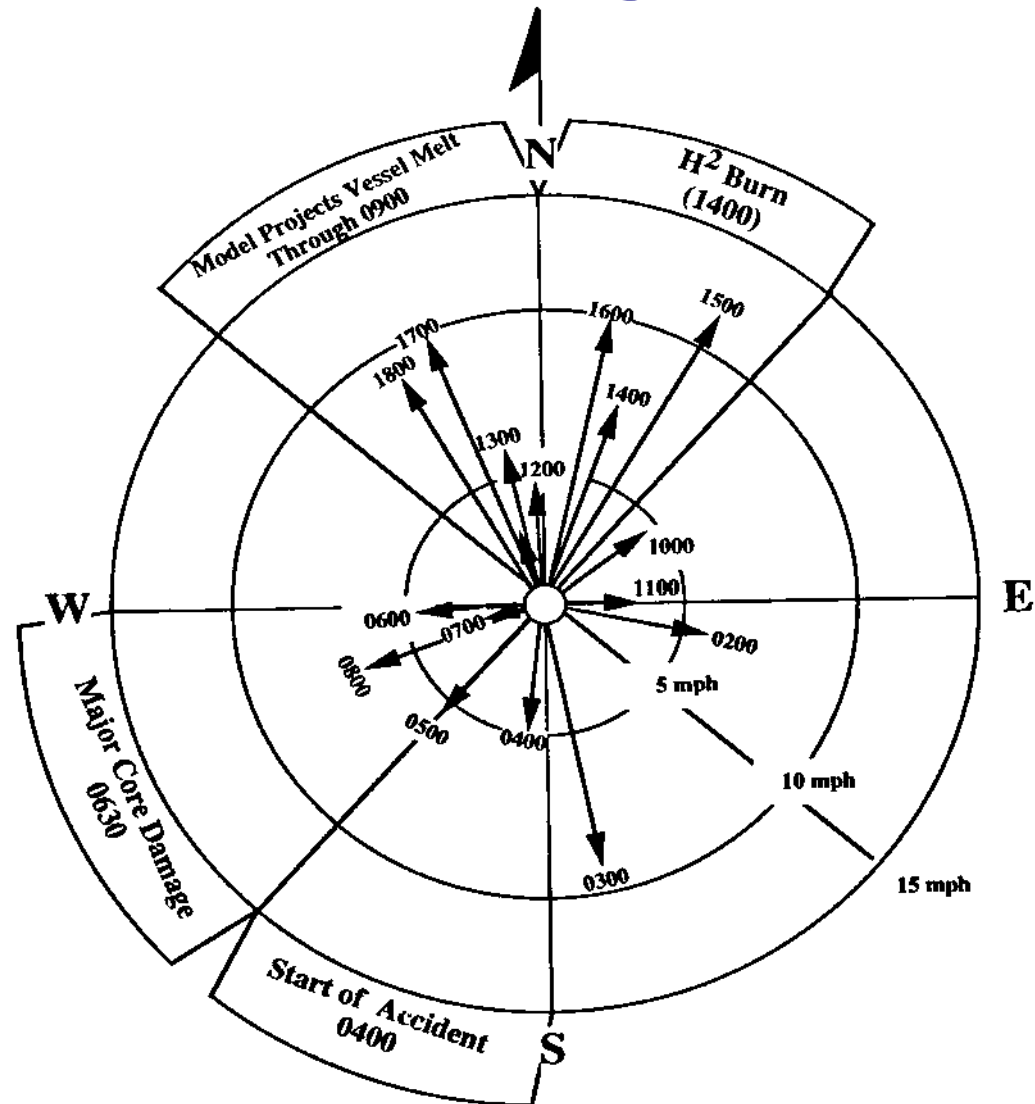 N
Model Projects Vessel Melt
Through 0900
H² Burn
(1400)
1700
1600
1500
1800
1400
1300
1200
1000
1100
W
E
0600
0700
0200
0800
5 mph
0500
0400
10 mph
Major Core Damage
0630
0300
15 mph
Start of Accident
0400
S